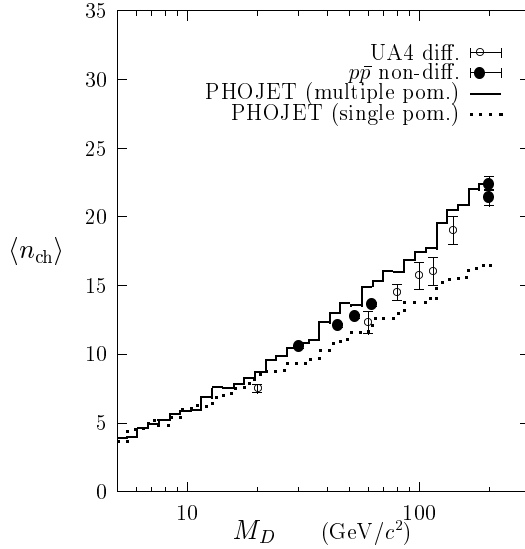 35
30
25
20
15
10
5
0
⟨n_ch⟩
UA4 diff.
pp̄ non-diff.
PHOJET (multiple pom.)
PHOJET (single pom.)
10 100
M_D (GeV/c²)